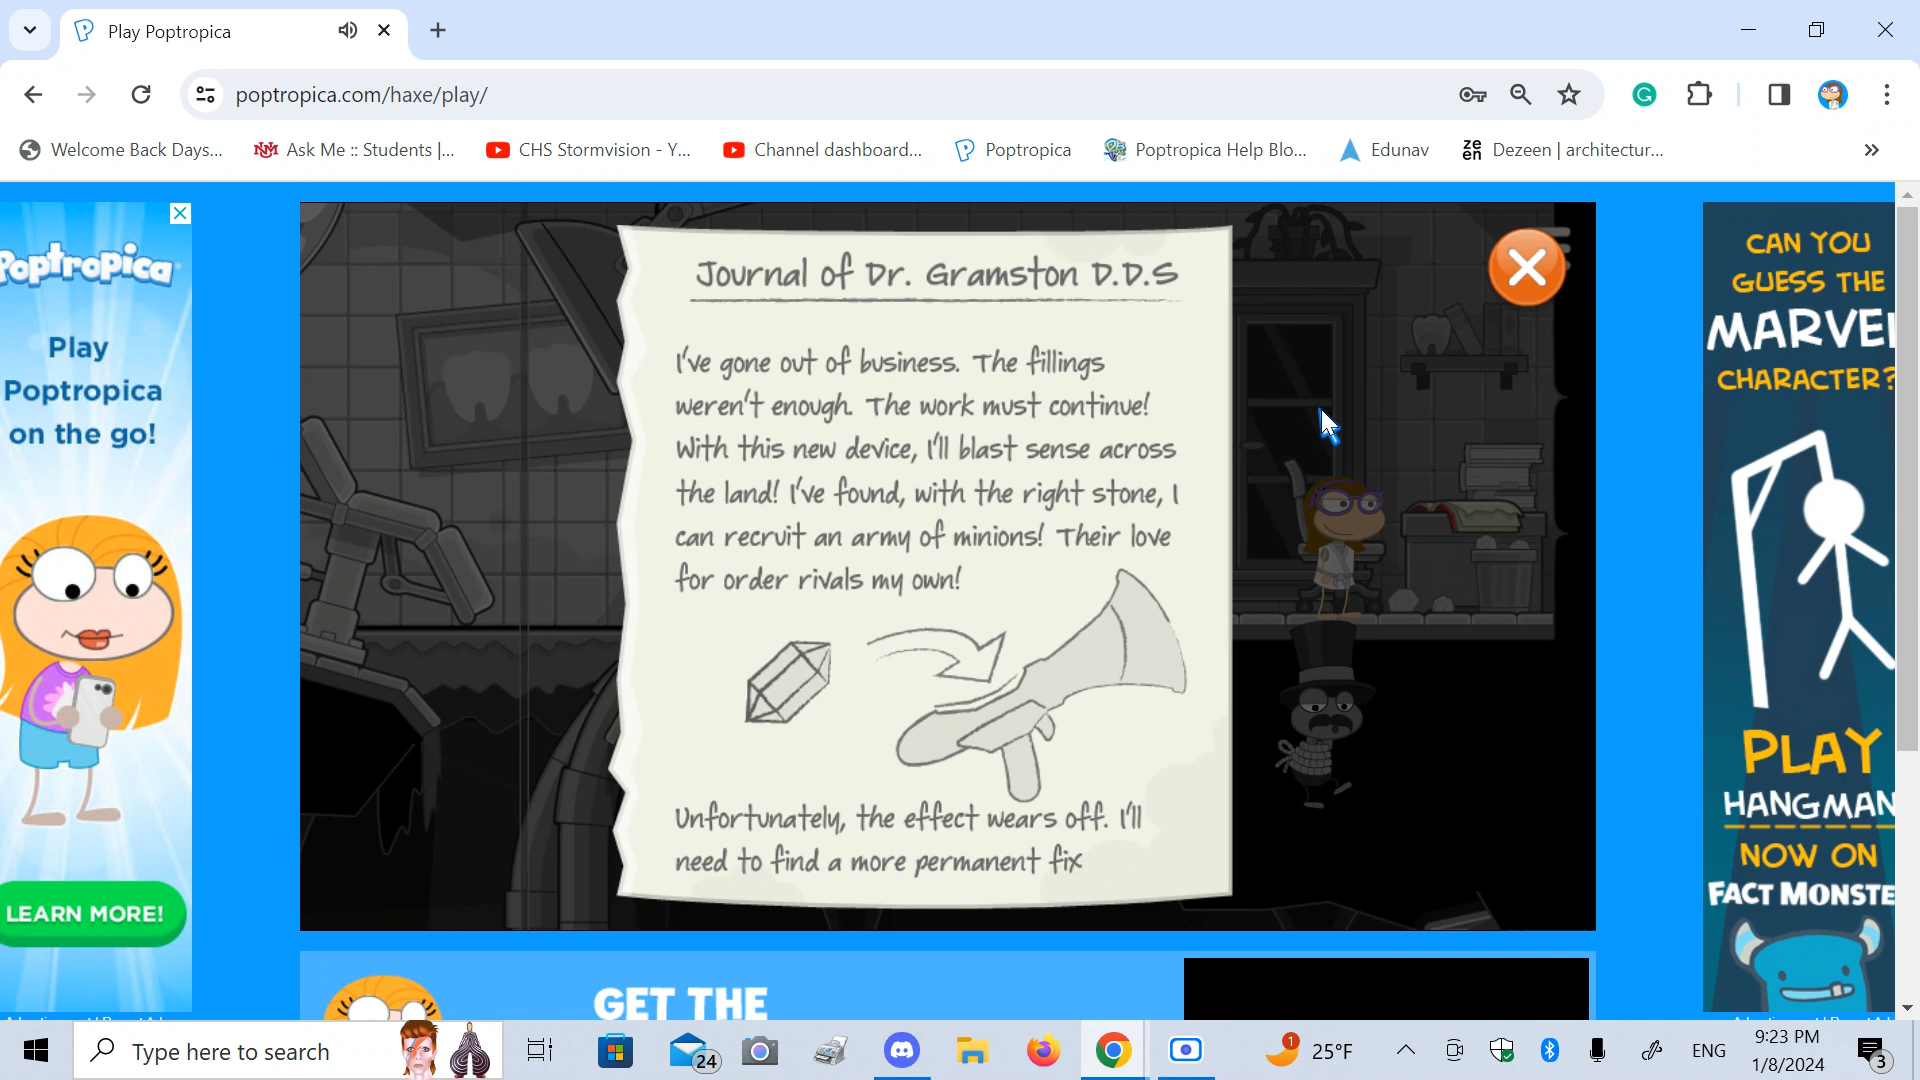 Play Poptropica
poptropica.com/haxe/play/
Welcome Back Days...
Ask Me :: Students |...
CHS Stormvision - Y...
Channel dashboard...
Poptropica
Poptropica Help Blo...
Edunav
ze en
Dezeen | architectur...
Poptropica
Play
Poptropica
on the go!
LEARN MORE!
Journal of Dr. Gramston D.D.S
I've gone out of business. The fillings
weren't enough. The work must continue!
With this new device, I'll blast sense across
the land! I've found, with the right stone, I
can recruit an army of minions! Their love
for order rivals my own!
Unfortunately, the effect wears off. I'll
need to find a more permanent fix
CAN YOU
GUESS THE
MARVEL
CHARACTER?
PLAY
HANGMAN
NOW ON
FACT MONSTE
GET THE
Type here to search
24
1
25°F
ENG
9:23 PM
1/8/2024
3